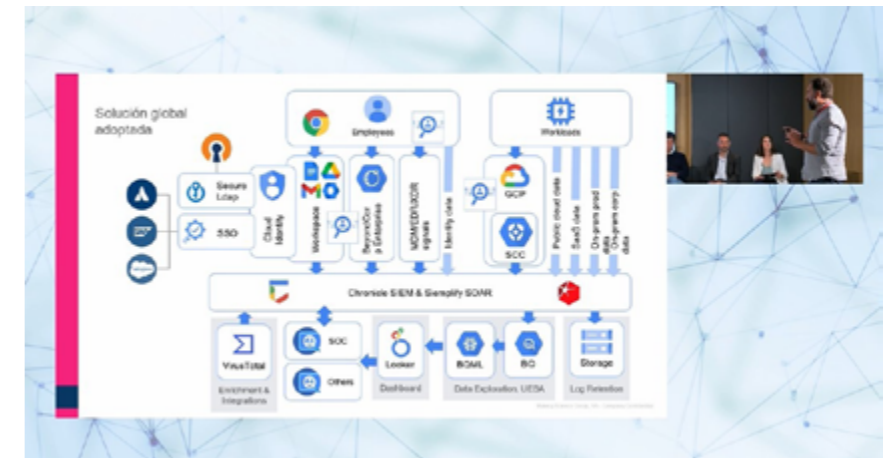 Solución global
adoptada
Employees
Workloads
Secure
Ldap
SSO
Cloud
Identity
Workspace
BeyondCor
p Enterprise
MDM/EDR/XDR
signals
Identity data
GCP
SCC
Public cloud data
SaaS data
On-prem prod
data
On-prem corp
data
SAP
Chronicle SIEM & Siemplify SOAR
VirusTotal
Enrichment &
Integrations
SOC
Others
Looker
Dashboard
BQML
BQ
Data Exploration, UEBA
Storage
Log Retention